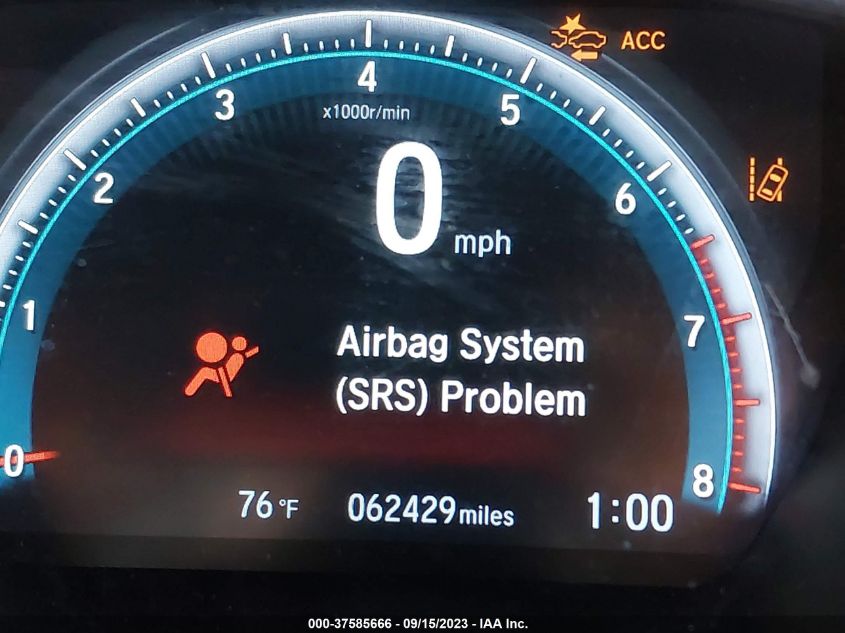 ACC
4
3
5
x1000r/min
2
6
0 mph
1
7
Airbag System
(SRS) Problem
0
8
76 °F 062429 miles 1:00
000-37585666 - 09/15/2023 - IAA Inc.